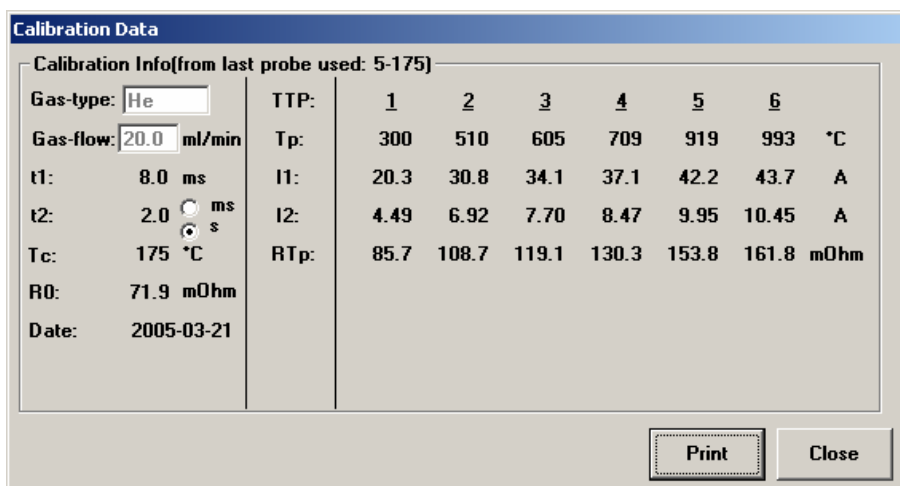 Calibration Data
Calibration Info(from last probe used: 5-175)
Gas-type: He TTP: 1 2 3 4 5 6
Gas-flow: 20.0 ml/min Tp: 300 510 605 709 919 993 °C
t1: 8.0 ms I1: 20.3 30.8 34.1 37.1 42.2 43.7 A
t2: 2.0 ms s I2: 4.49 6.92 7.70 8.47 9.95 10.45 A
Tc: 175 °C RTp: 85.7 108.7 119.1 130.3 153.8 161.8 mOhm
R0: 71.9 mOhm
Date: 2005-03-21
Print Close